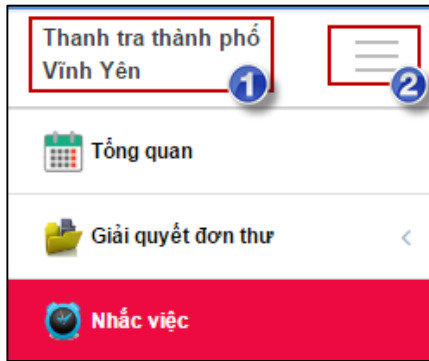 Thanh tra thành phố
Vĩnh Yên
1
2
Tổng quan
Giải quyết đơn thư
Nhắc việc